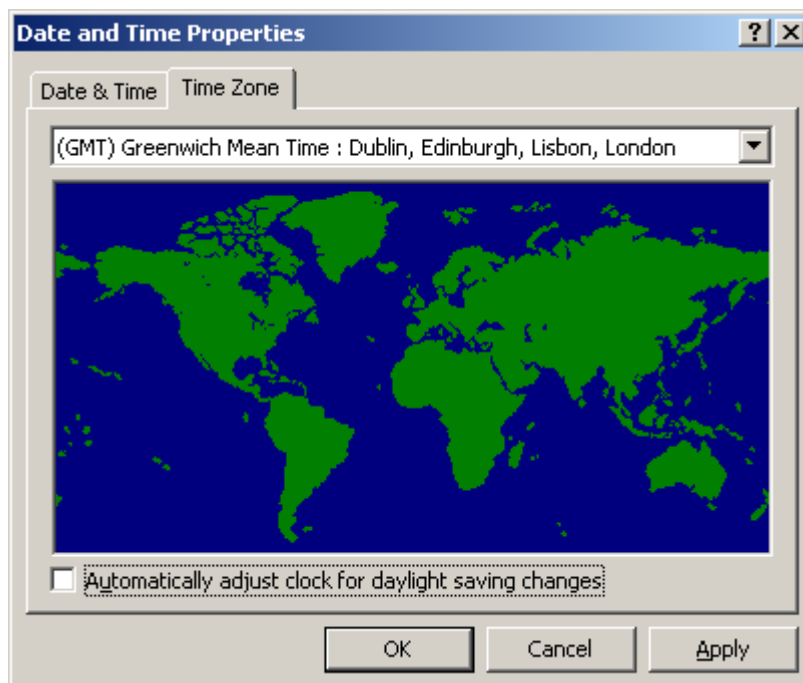 Date and Time Properties
Date & Time
Time Zone
(GMT) Greenwich Mean Time : Dublin, Edinburgh, Lisbon, London
Automatically adjust clock for daylight saving changes
OK
Cancel
Apply